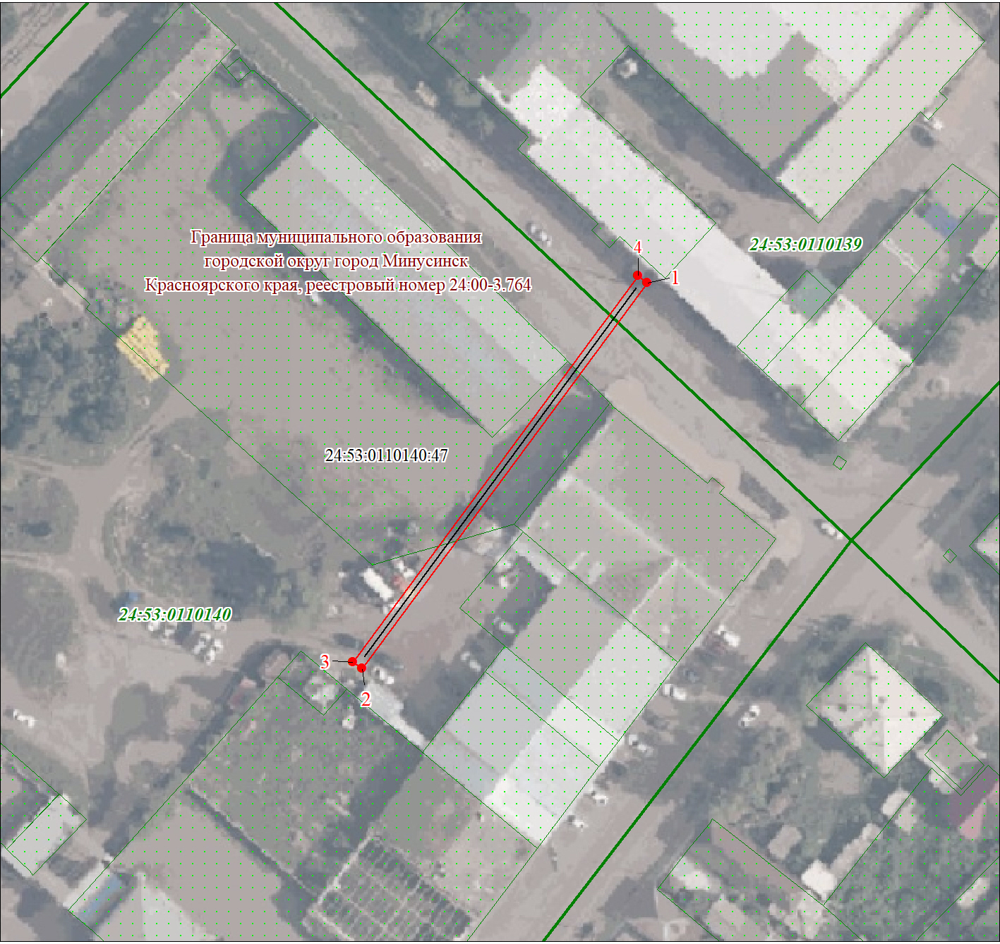 Граница муниципального образования
городской округ город Минусинск
Красноярского края, реестровый номер 24:00-3.764
24:53:0110139
4
1
24:53:0110140:47
24:53:0110140
3
2